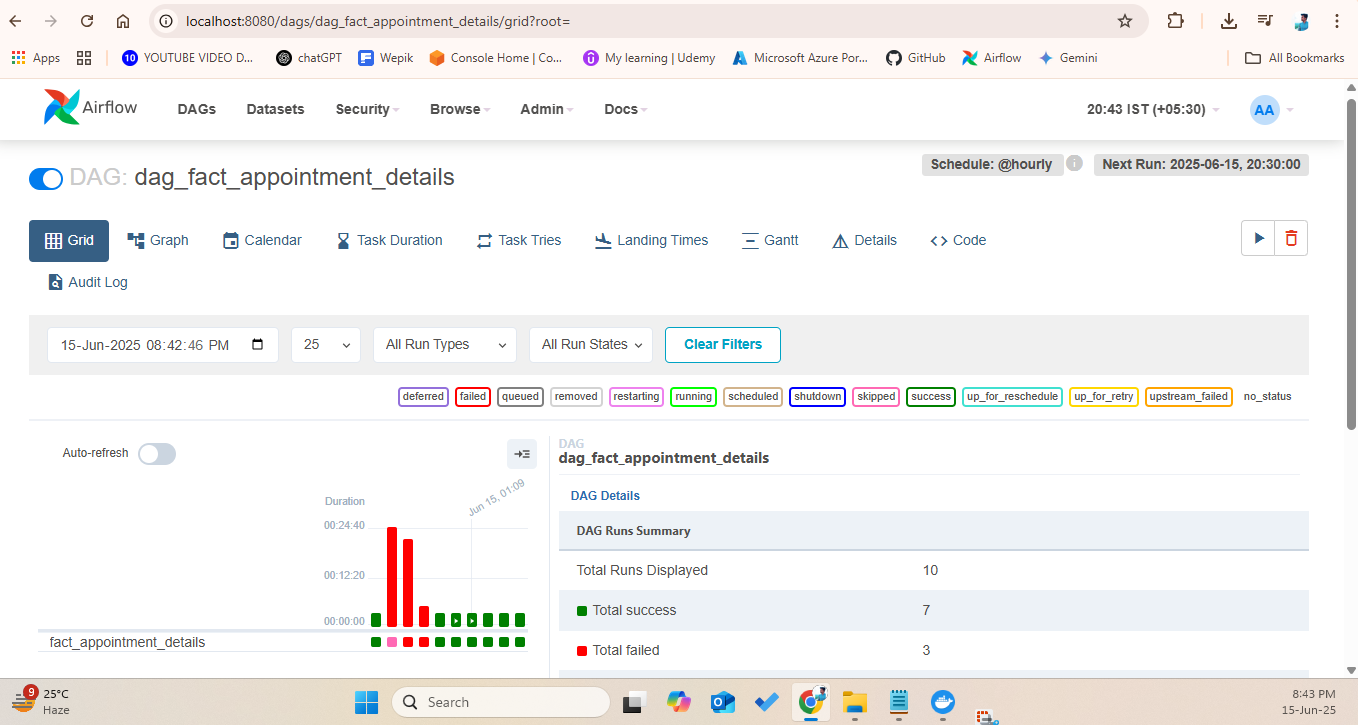 localhost:8080/dags/dag_fact_appointment_details/grid?root=
Apps
10 YOUTUBE VIDEO D...
chatGPT
Wepik
Console Home | Co...
My learning | Udemy
Microsoft Azure Por...
GitHub
Airflow
Gemini
All Bookmarks
Airflow
DAGs
Datasets
Security
Browse
Admin
Docs
20:43 IST (+05:30)
AA
DAG: dag_fact_appointment_details
Schedule: @hourly
i
Next Run: 2025-06-15, 20:30:00
Grid
Graph
Calendar
Task Duration
Task Tries
Landing Times
Gantt
Details
Code
Audit Log
15-Jun-2025 08:42:46 PM
25
All Run Types
All Run States
Clear Filters
deferred
failed
queued
removed
restarting
running
scheduled
shutdown
skipped
success
up_for_reschedule
up_for_retry
upstream_failed
no_status
Auto-refresh
Duration
Jun 15, 01:09
00:24:40
00:12:20
00:00:00
fact_appointment_details
DAG
dag_fact_appointment_details
DAG Details
DAG Runs Summary
Total Runs Displayed 10
Total success 7
Total failed 3
9
25°C
Haze
Search
8:43 PM
15-Jun-25